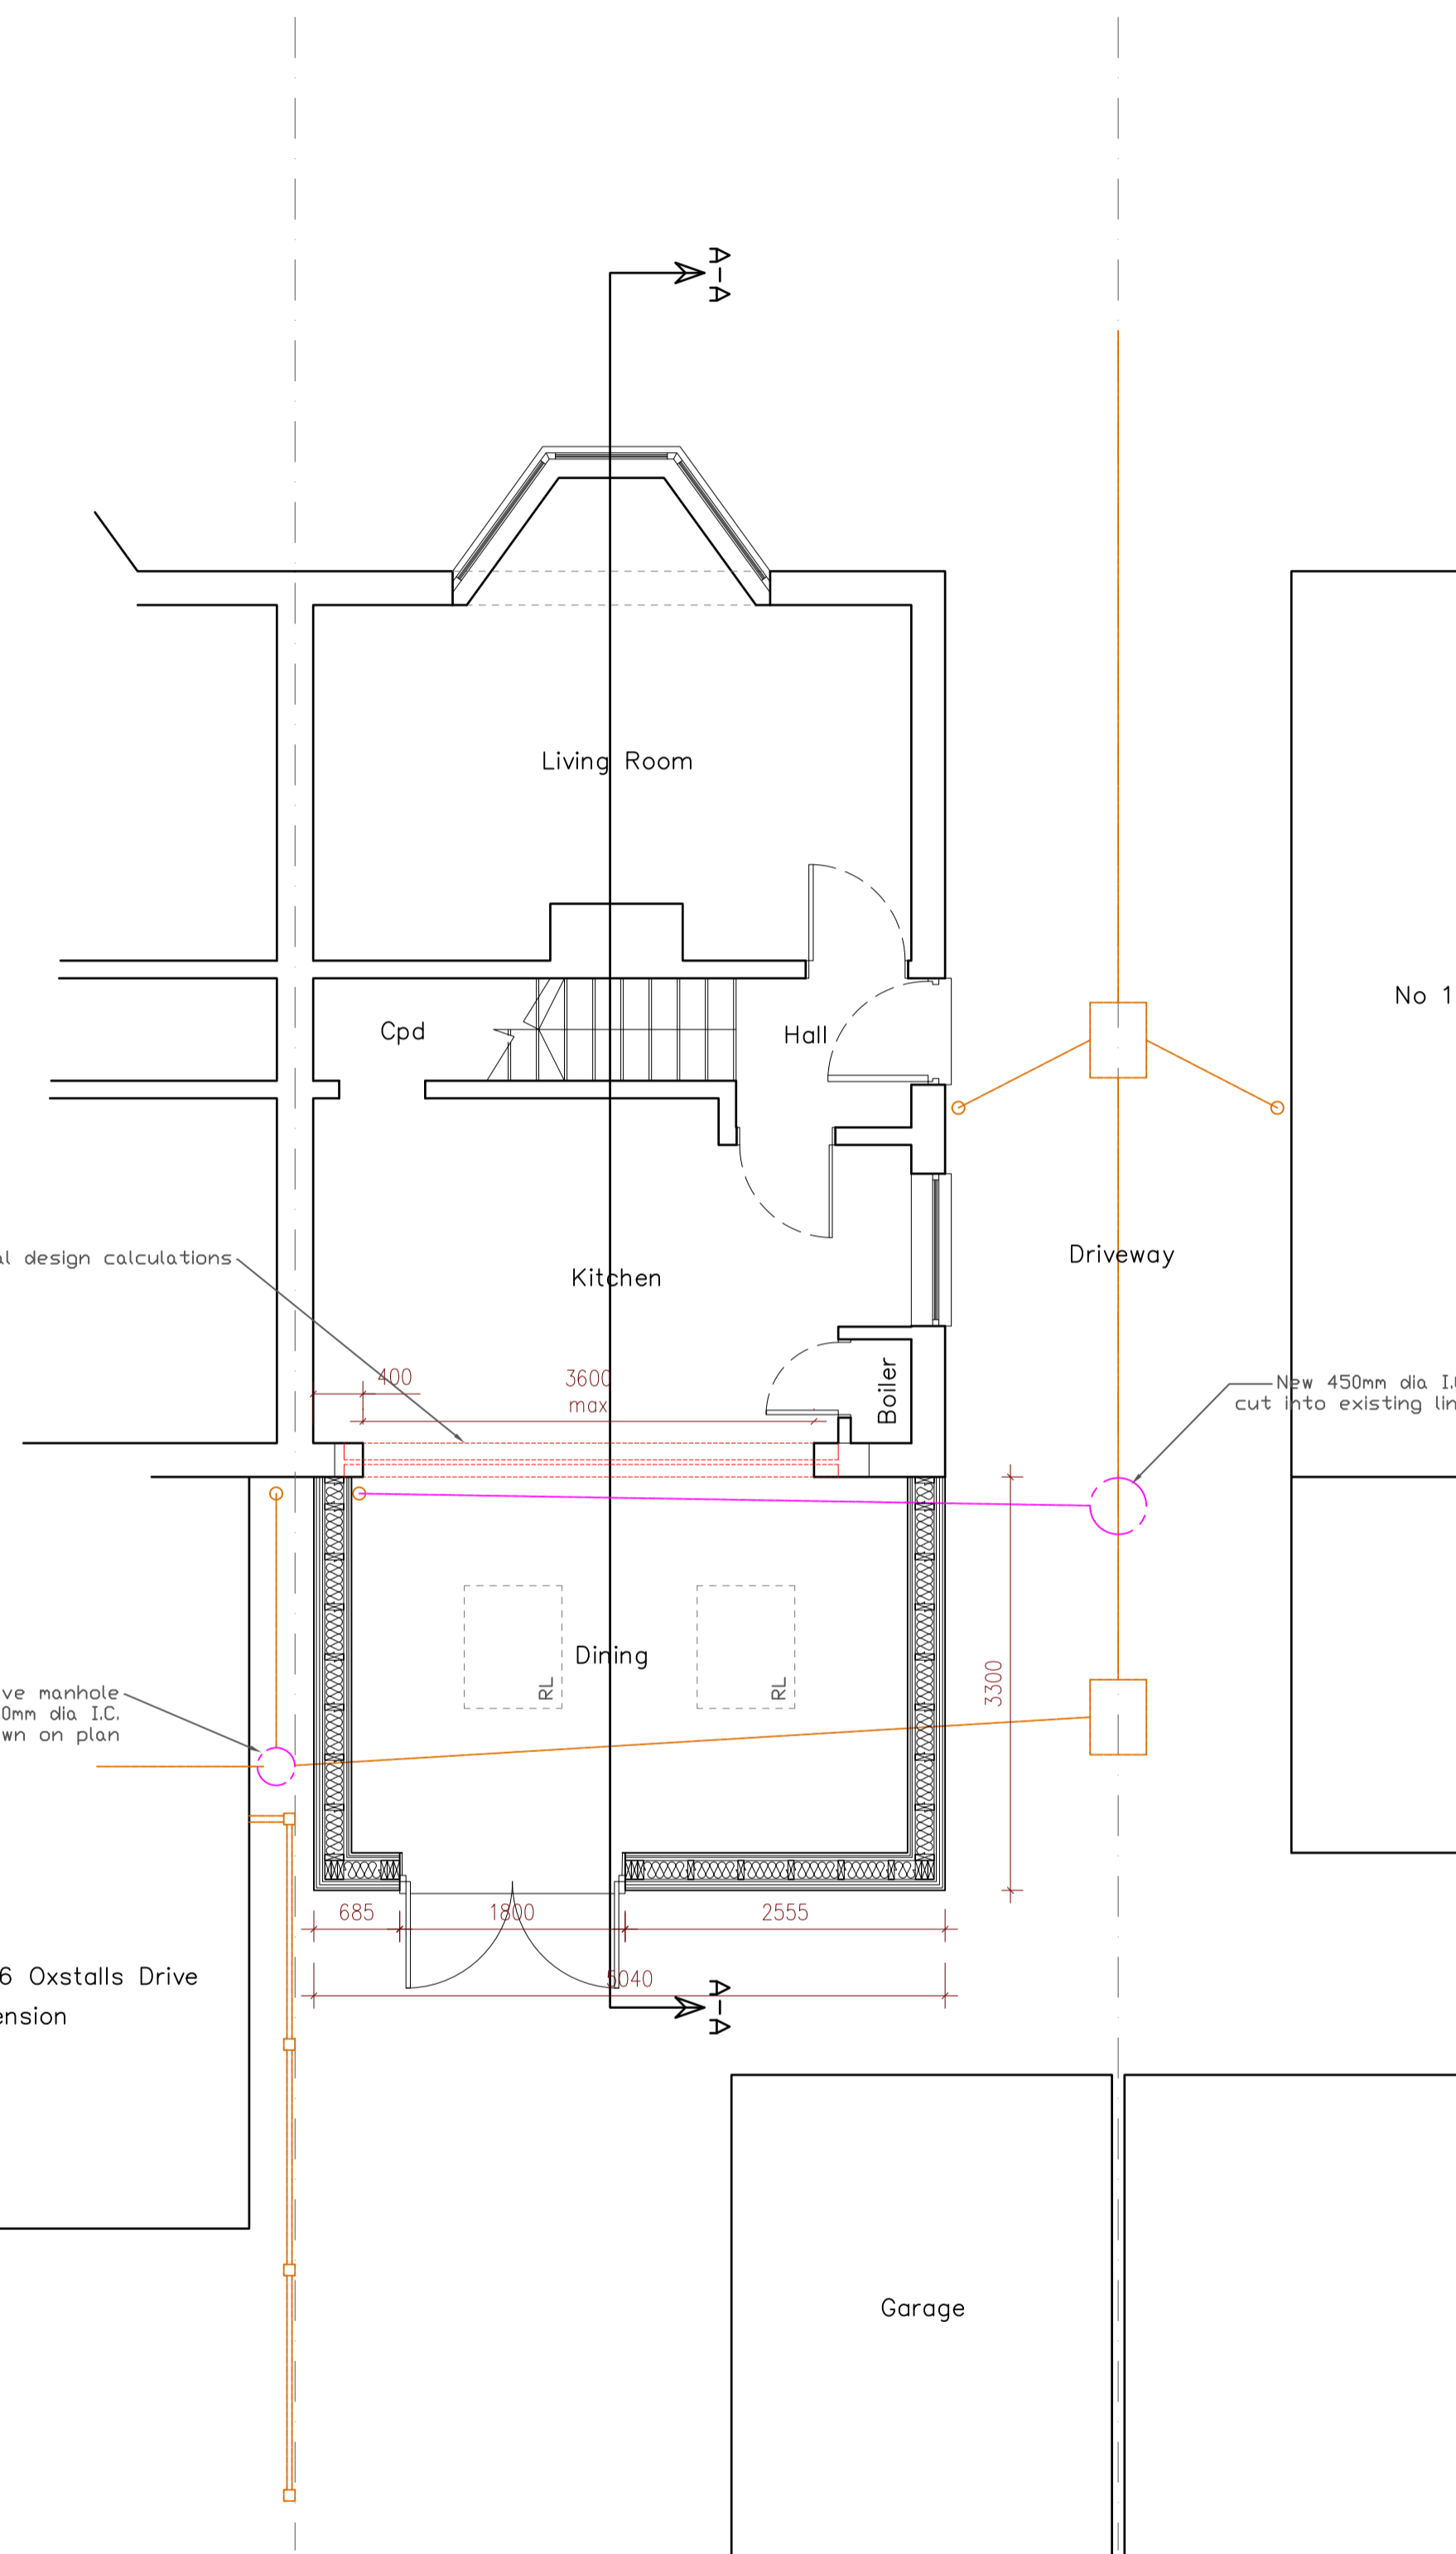 A-A
Living Room
No 1
Cpd
Hall
Driveway
al design calculations
Kitchen
400
3600
max
Boiler
New 450mm dia I.C
cut into existing lin
Dining
RL
RL
3300
ve manhole
0mm dia I.C.
wn on plan
685
1800
2555
6 Oxstalls Drive
ension
5040
A-A
Garage